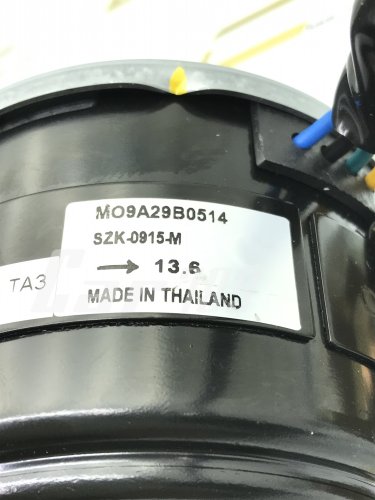 MO9A29B0514
SZK-0915-M
→ 13.6
MADE IN THAILAND
TA3